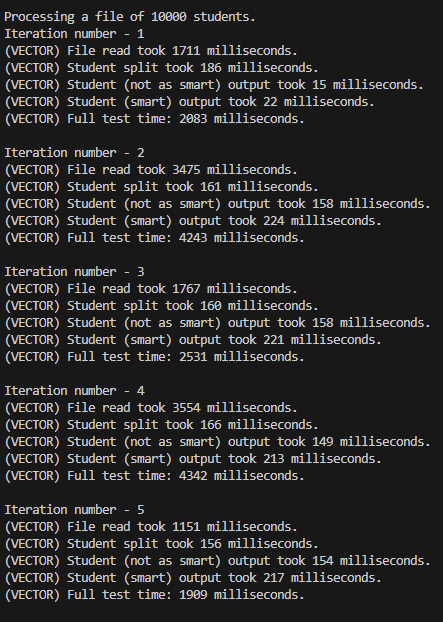 Processing a file of 10000 students.
Iteration number - 1
(VECTOR) File read took 1711 milliseconds.
(VECTOR) Student split took 186 milliseconds.
(VECTOR) Student (not as smart) output took 15 milliseconds.
(VECTOR) Student (smart) output took 22 milliseconds.
(VECTOR) Full test time: 2083 milliseconds.

Iteration number - 2
(VECTOR) File read took 3475 milliseconds.
(VECTOR) Student split took 161 milliseconds.
(VECTOR) Student (not as smart) output took 158 milliseconds.
(VECTOR) Student (smart) output took 224 milliseconds.
(VECTOR) Full test time: 4243 milliseconds.

Iteration number - 3
(VECTOR) File read took 1767 milliseconds.
(VECTOR) Student split took 160 milliseconds.
(VECTOR) Student (not as smart) output took 158 milliseconds.
(VECTOR) Student (smart) output took 221 milliseconds.
(VECTOR) Full test time: 2531 milliseconds.

Iteration number - 4
(VECTOR) File read took 3554 milliseconds.
(VECTOR) Student split took 166 milliseconds.
(VECTOR) Student (not as smart) output took 149 milliseconds.
(VECTOR) Student (smart) output took 213 milliseconds.
(VECTOR) Full test time: 4342 milliseconds.

Iteration number - 5
(VECTOR) File read took 1151 milliseconds.
(VECTOR) Student split took 156 milliseconds.
(VECTOR) Student (not as smart) output took 154 milliseconds.
(VECTOR) Student (smart) output took 217 milliseconds.
(VECTOR) Full test time: 1909 milliseconds.